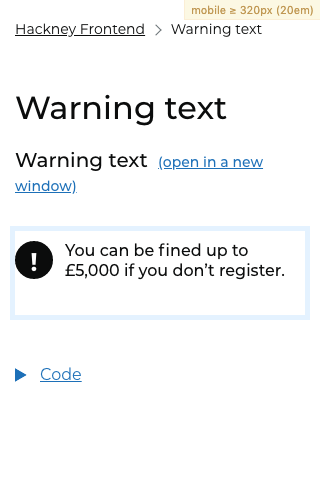 mobile ≥ 320px (20em)
Hackney Frontend > Warning text
Warning text
Warning text (open in a new
window)
! You can be fined up to
£5,000 if you don’t register.
Code